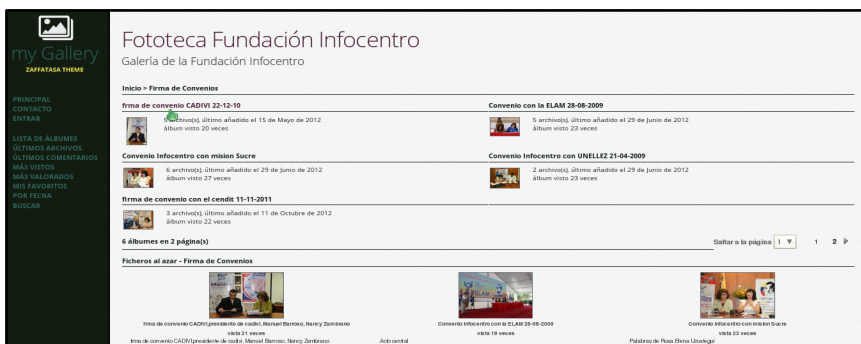 my Gallery
ZAFFATASA THEME
PRINCIPAL
CONTACTO
ENTRAR
LISTA DE ÁLBUMES
ÚLTIMOS ARCHIVOS
ÚLTIMOS COMENTARIOS
MÁS VISTOS
MÁS VALORADOS
MIS FAVORITOS
POR FECHA
BUSCAR
Fototeca Fundación Infocentro
Galería de la Fundación Infocentro
Inicio > Firma de Convenios
frma de convenio CADIVI 22-12-10
5 archivo(s), último añadido el 15 de Mayo de 2012
álbum visto 20 veces
Convenio con la ELAM 28-08-2009
5 archivo(s), último añadido el 29 de Junio de 2012
álbum visto 23 veces
Convenio Infocentro con mision Sucre
6 archivo(s), último añadido el 29 de Junio de 2012
álbum visto 27 veces
Convenio Infocentro con UNELLEZ 21-04-2009
2 archivo(s), último añadido el 29 de Junio de 2012
álbum visto 23 veces
firma de convenio con el cendit 11-11-2011
3 archivo(s), último añadido el 11 de Octubre de 2012
álbum visto 22 veces
6 álbumes en 2 página(s)
Saltar a la página 1 1 2
Ficheros al azar - Firma de Convenios
frma de convenio CADIVI,presidente de cadivi, Manuel Barroso, Nancy Zambrano
vista 21 veces
frma de convenio CADIVI,presidente de cadivi, Manuel Barroso, Nancy Zambrano
Convenio Infocentro con la ELAM 28-08-2009
vista 19 veces
Acto central
Convenio Infocentro con mision Sucre
vista 23 veces
Palabras de Rosa Elena Uzcategui